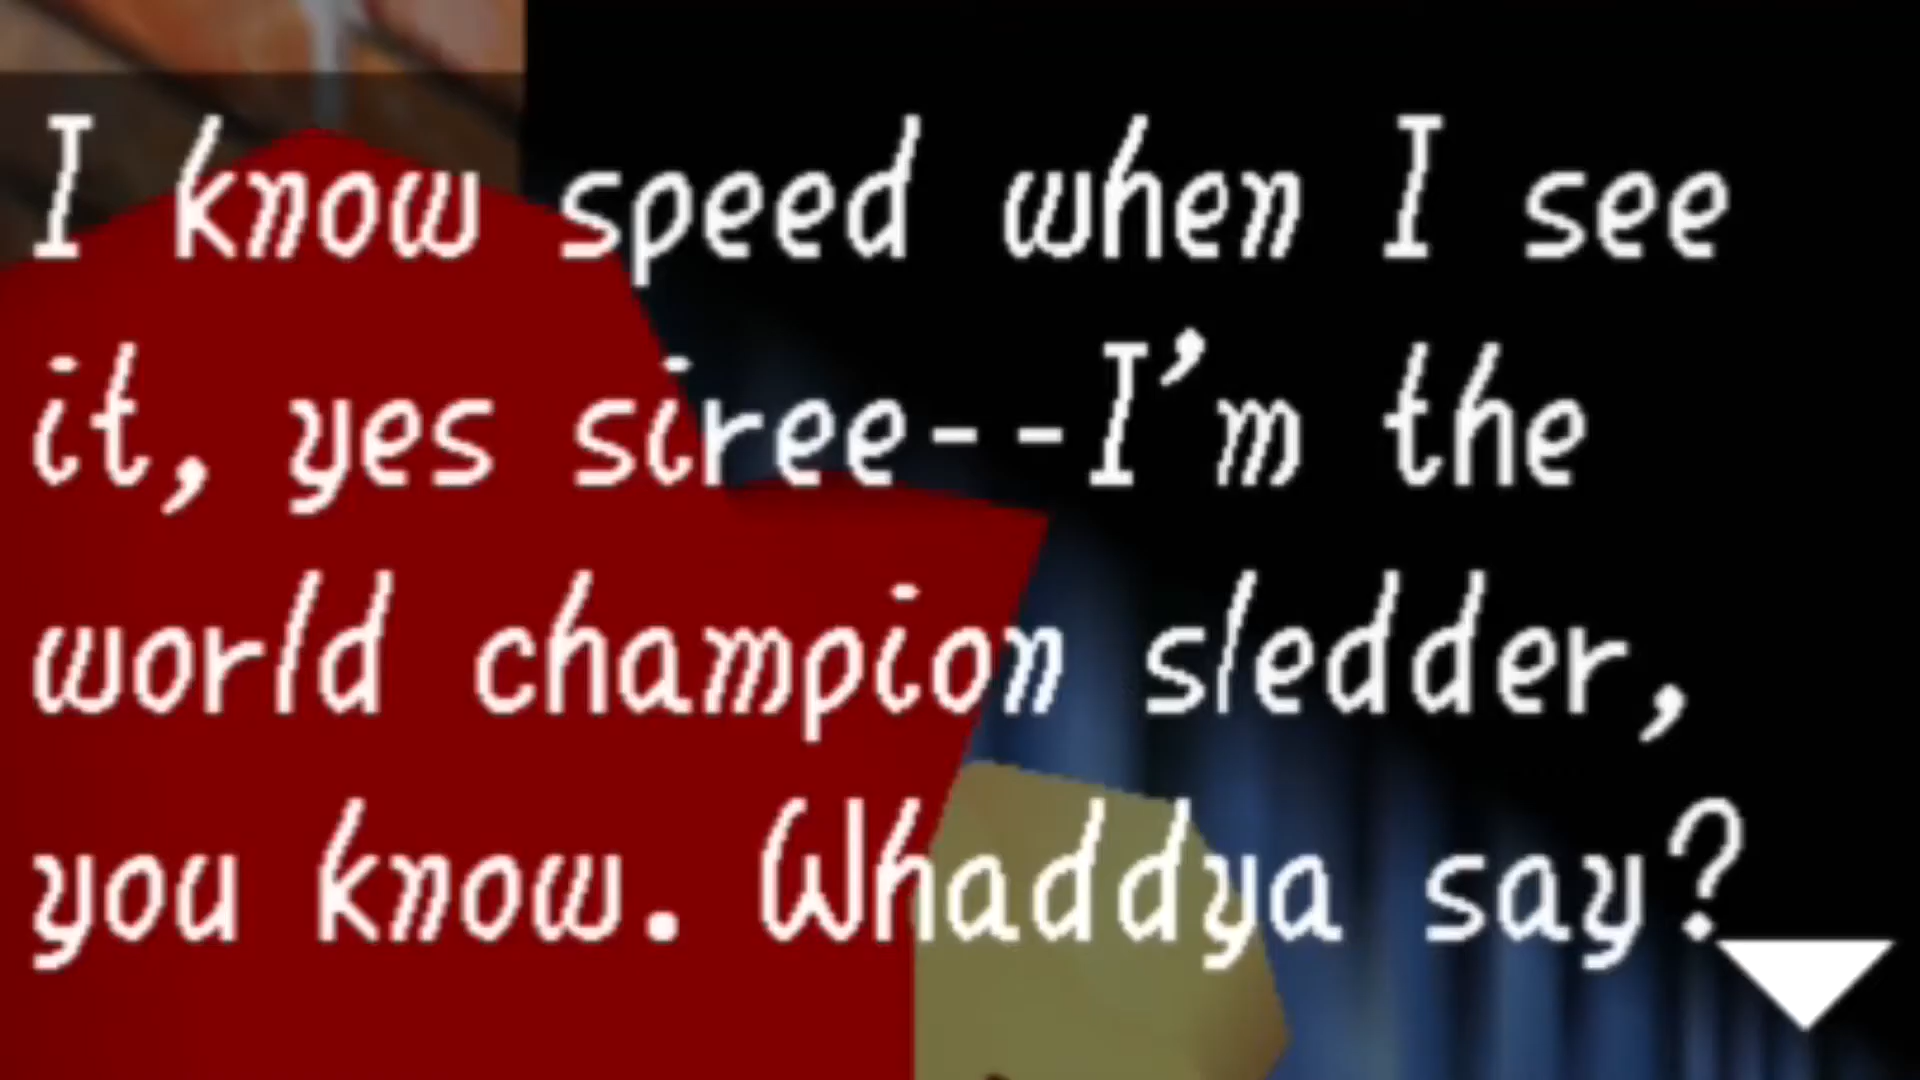 I know speed when I see
it, yes siree--I'm the
world champion sledder,
you know. Whaddya say?